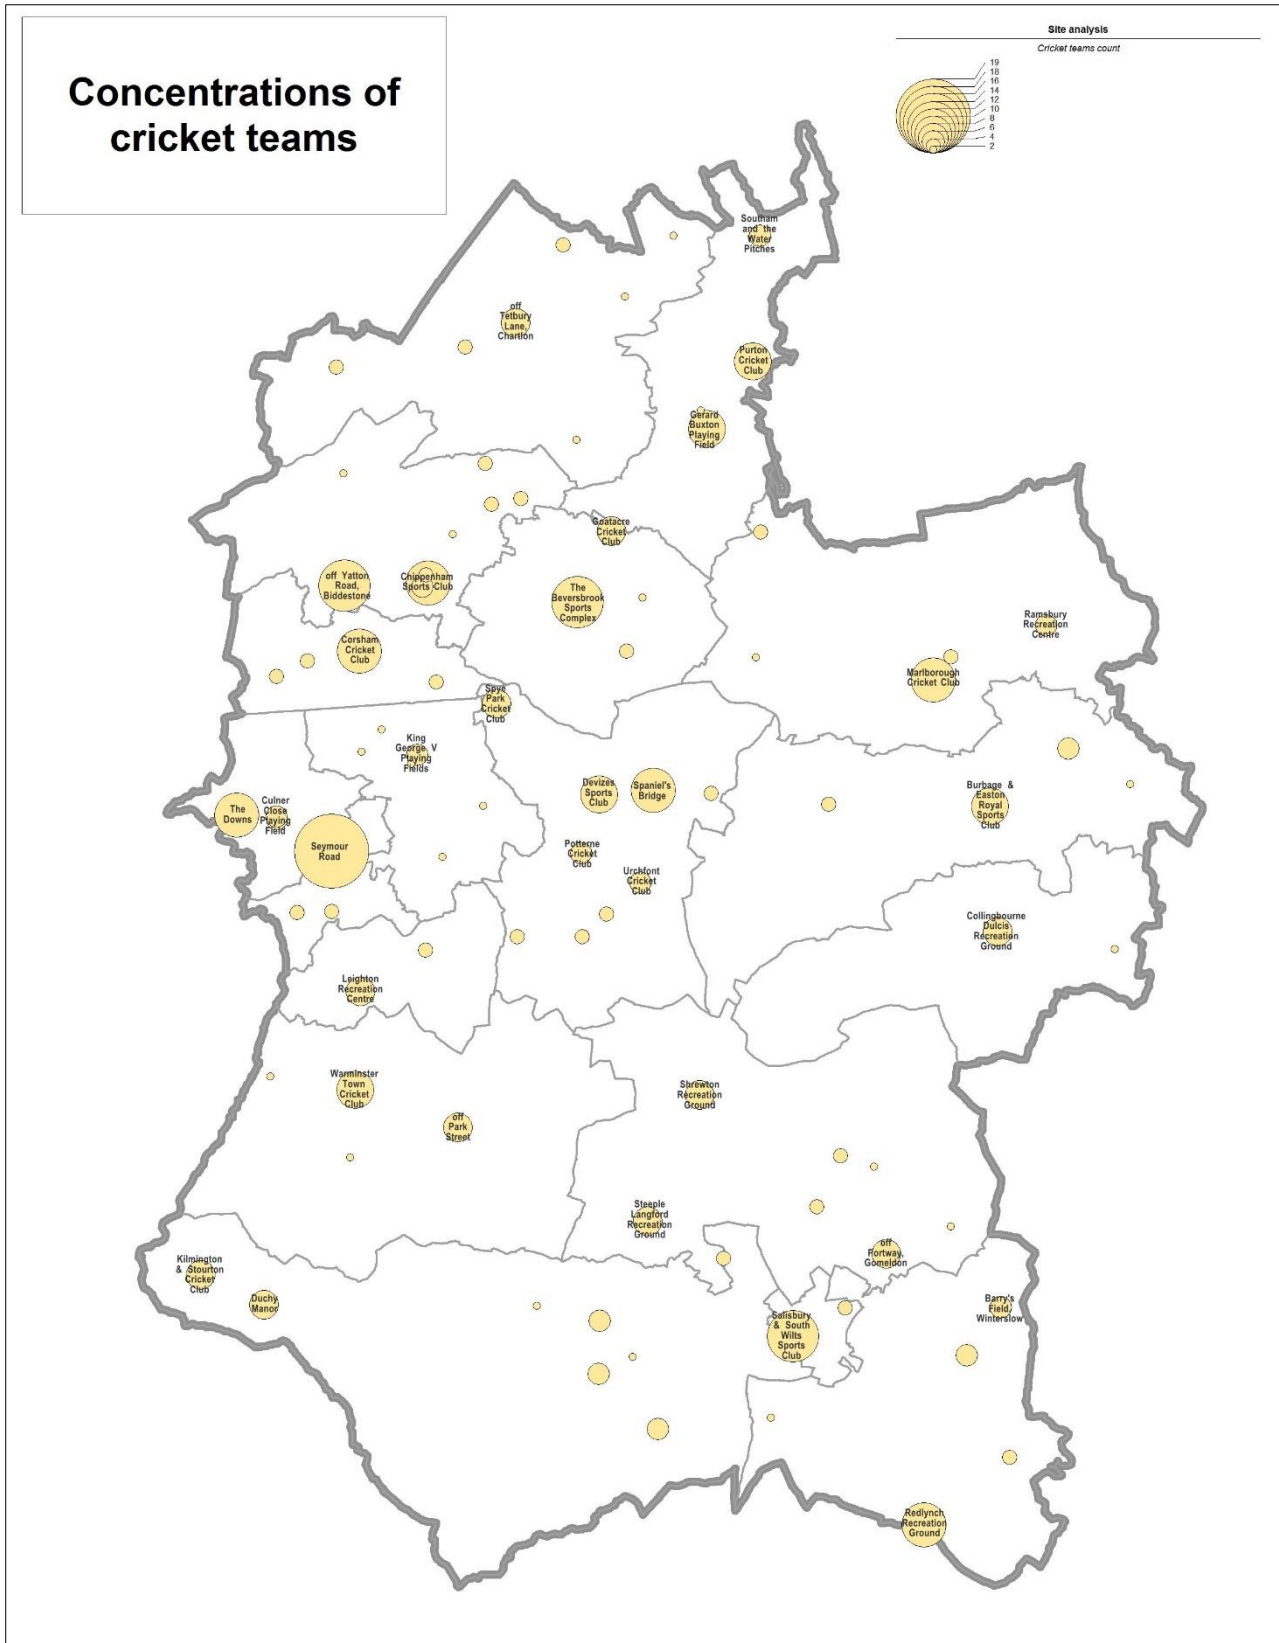 Concentrations of
cricket teams
Site analysis
Cricket teams count
19
18
16
14
12
10
8
6
4
2
Southam
and the
Water
Pitches
off
Tetbury
Lane,
Charlton
Purton
Cricket
Club
Gerard
Buxton
Playing
Field
Goatacre
Cricket
Club
off Yatton
Road,
Biddestone
Chippenham
Sports Club
The
Beversbrook
Sports
Complex
Ramsbury
Recreation
Centre
Corsham
Cricket
Club
Marlborough
Cricket Club
Spye
Park
Cricket
Club
King
George V
Playing
Fields
Devizes
Sports
Club
Spaniel's
Bridge
Burbage &
Easton
Royal
Sports
Club
The
Downs
Culner
Close
Playing
Field
Seymour
Road
Potterne
Cricket
Club
Urchfont
Cricket
Club
Collingbourne
Dulcis
Recreation
Ground
Leighton
Recreation
Centre
Warminster
Town
Cricket
Club
Shrewton
Recreation
Ground
off
Park
Street
Steeple
Langford
Recreation
Ground
off
Portway,
Gomeldon
Kilmington
& Stourton
Cricket
Club
Duchy
Manor
Barry's
Field,
Winterslow
Salisbury
& South
Wilts
Sports
Club
Redlynch
Recreation
Ground